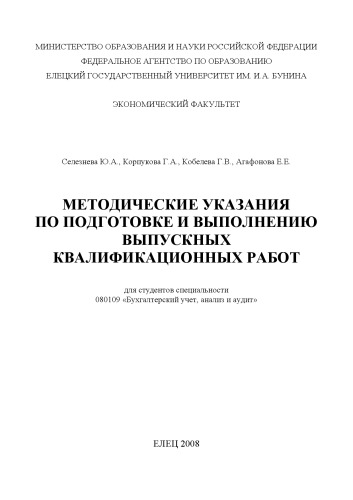 МИНИСТЕРСТВО ОБРАЗОВАНИЯ И НАУКИ РОССИЙСКОЙ ФЕДЕРАЦИИ
ФЕДЕРАЛЬНОЕ АГЕНТСТВО ПО ОБРАЗОВАНИЮ
ЕЛЕЦКИЙ ГОСУДАРСТВЕННЫЙ УНИВЕРСИТЕТ ИМ. И.А. БУНИНА
ЭКОНОМИЧЕСКИЙ ФАКУЛЬТЕТ
Селезнева Ю.А., Корпукова Г.А., Кобелева Г.В., Агафонова Е.Е.
МЕТОДИЧЕСКИЕ УКАЗАНИЯ
ПО ПОДГОТОВКЕ И ВЫПОЛНЕНИЮ
ВЫПУСКНЫХ
КВАЛИФИКАЦИОННЫХ РАБОТ
для студентов специальности
080109 «Бухгалтерский учет, анализ и аудит»
ЕЛЕЦ 2008